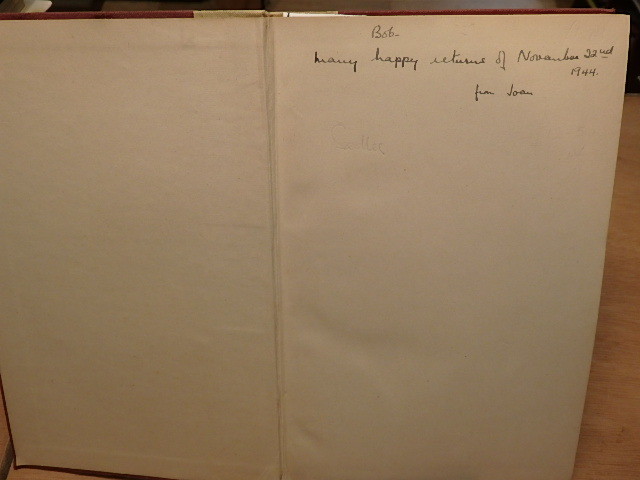 Bob-
Many happy returns of November 22nd
1944.
from Joan